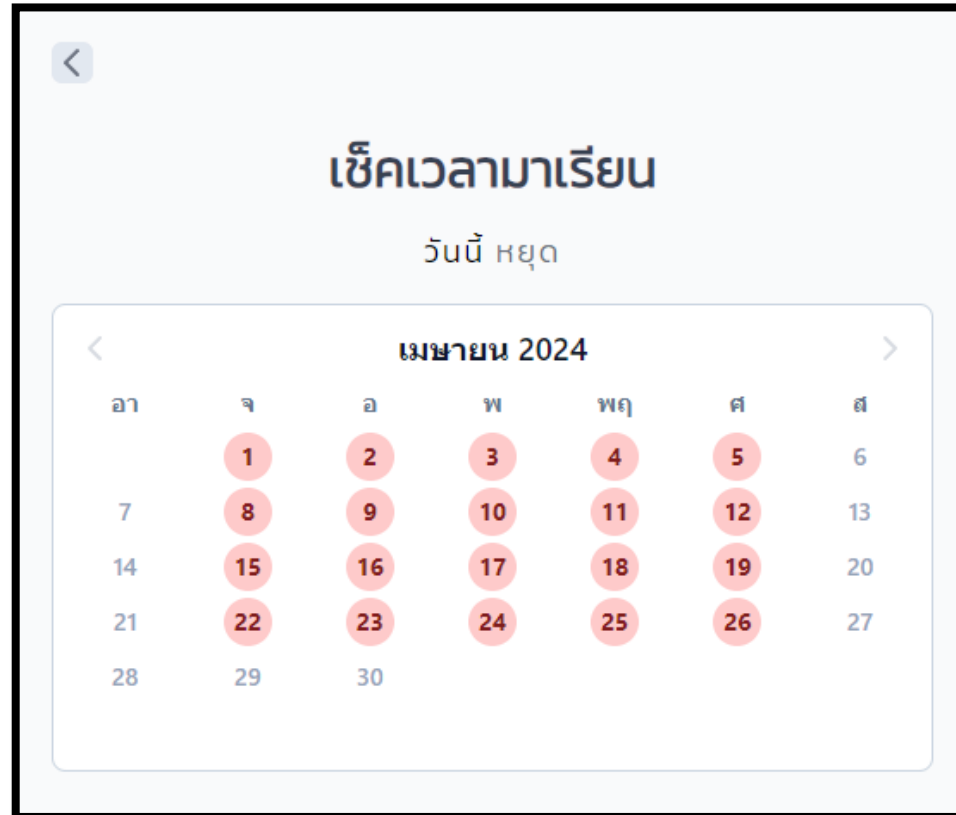 เช็คเวลามาเรียน
วันนี้ หยุด
เมษายน 2024
อา จ อ พ พฤ ศ ส
1 2 3 4 5 6
7 8 9 10 11 12 13
14 15 16 17 18 19 20
21 22 23 24 25 26 27
28 29 30